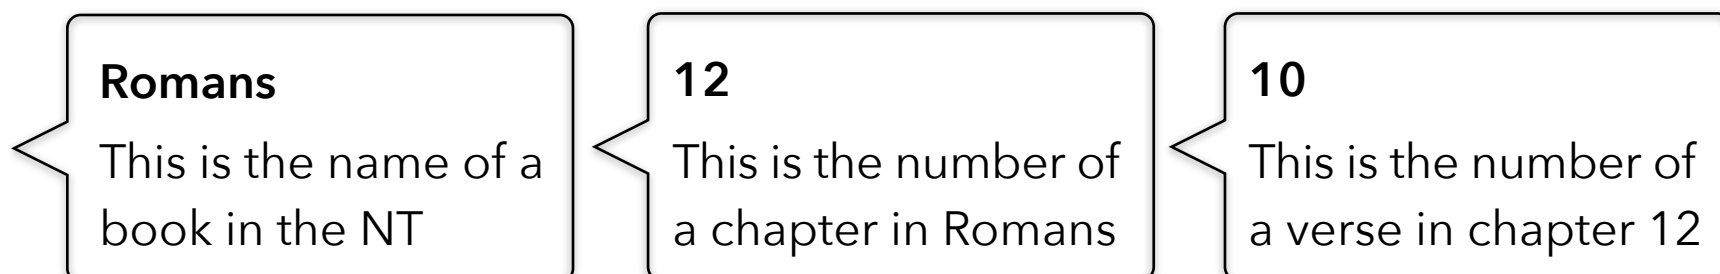 Romans
This is the name of a
book in the NT
12
This is the number of
a chapter in Romans
10
This is the number of
a verse in chapter 12